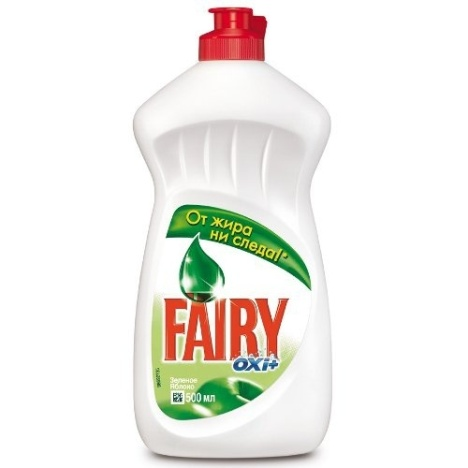 От жира
ни следа!*
FAIRY
OXi+
Зеленое
Яблоко
500 мл